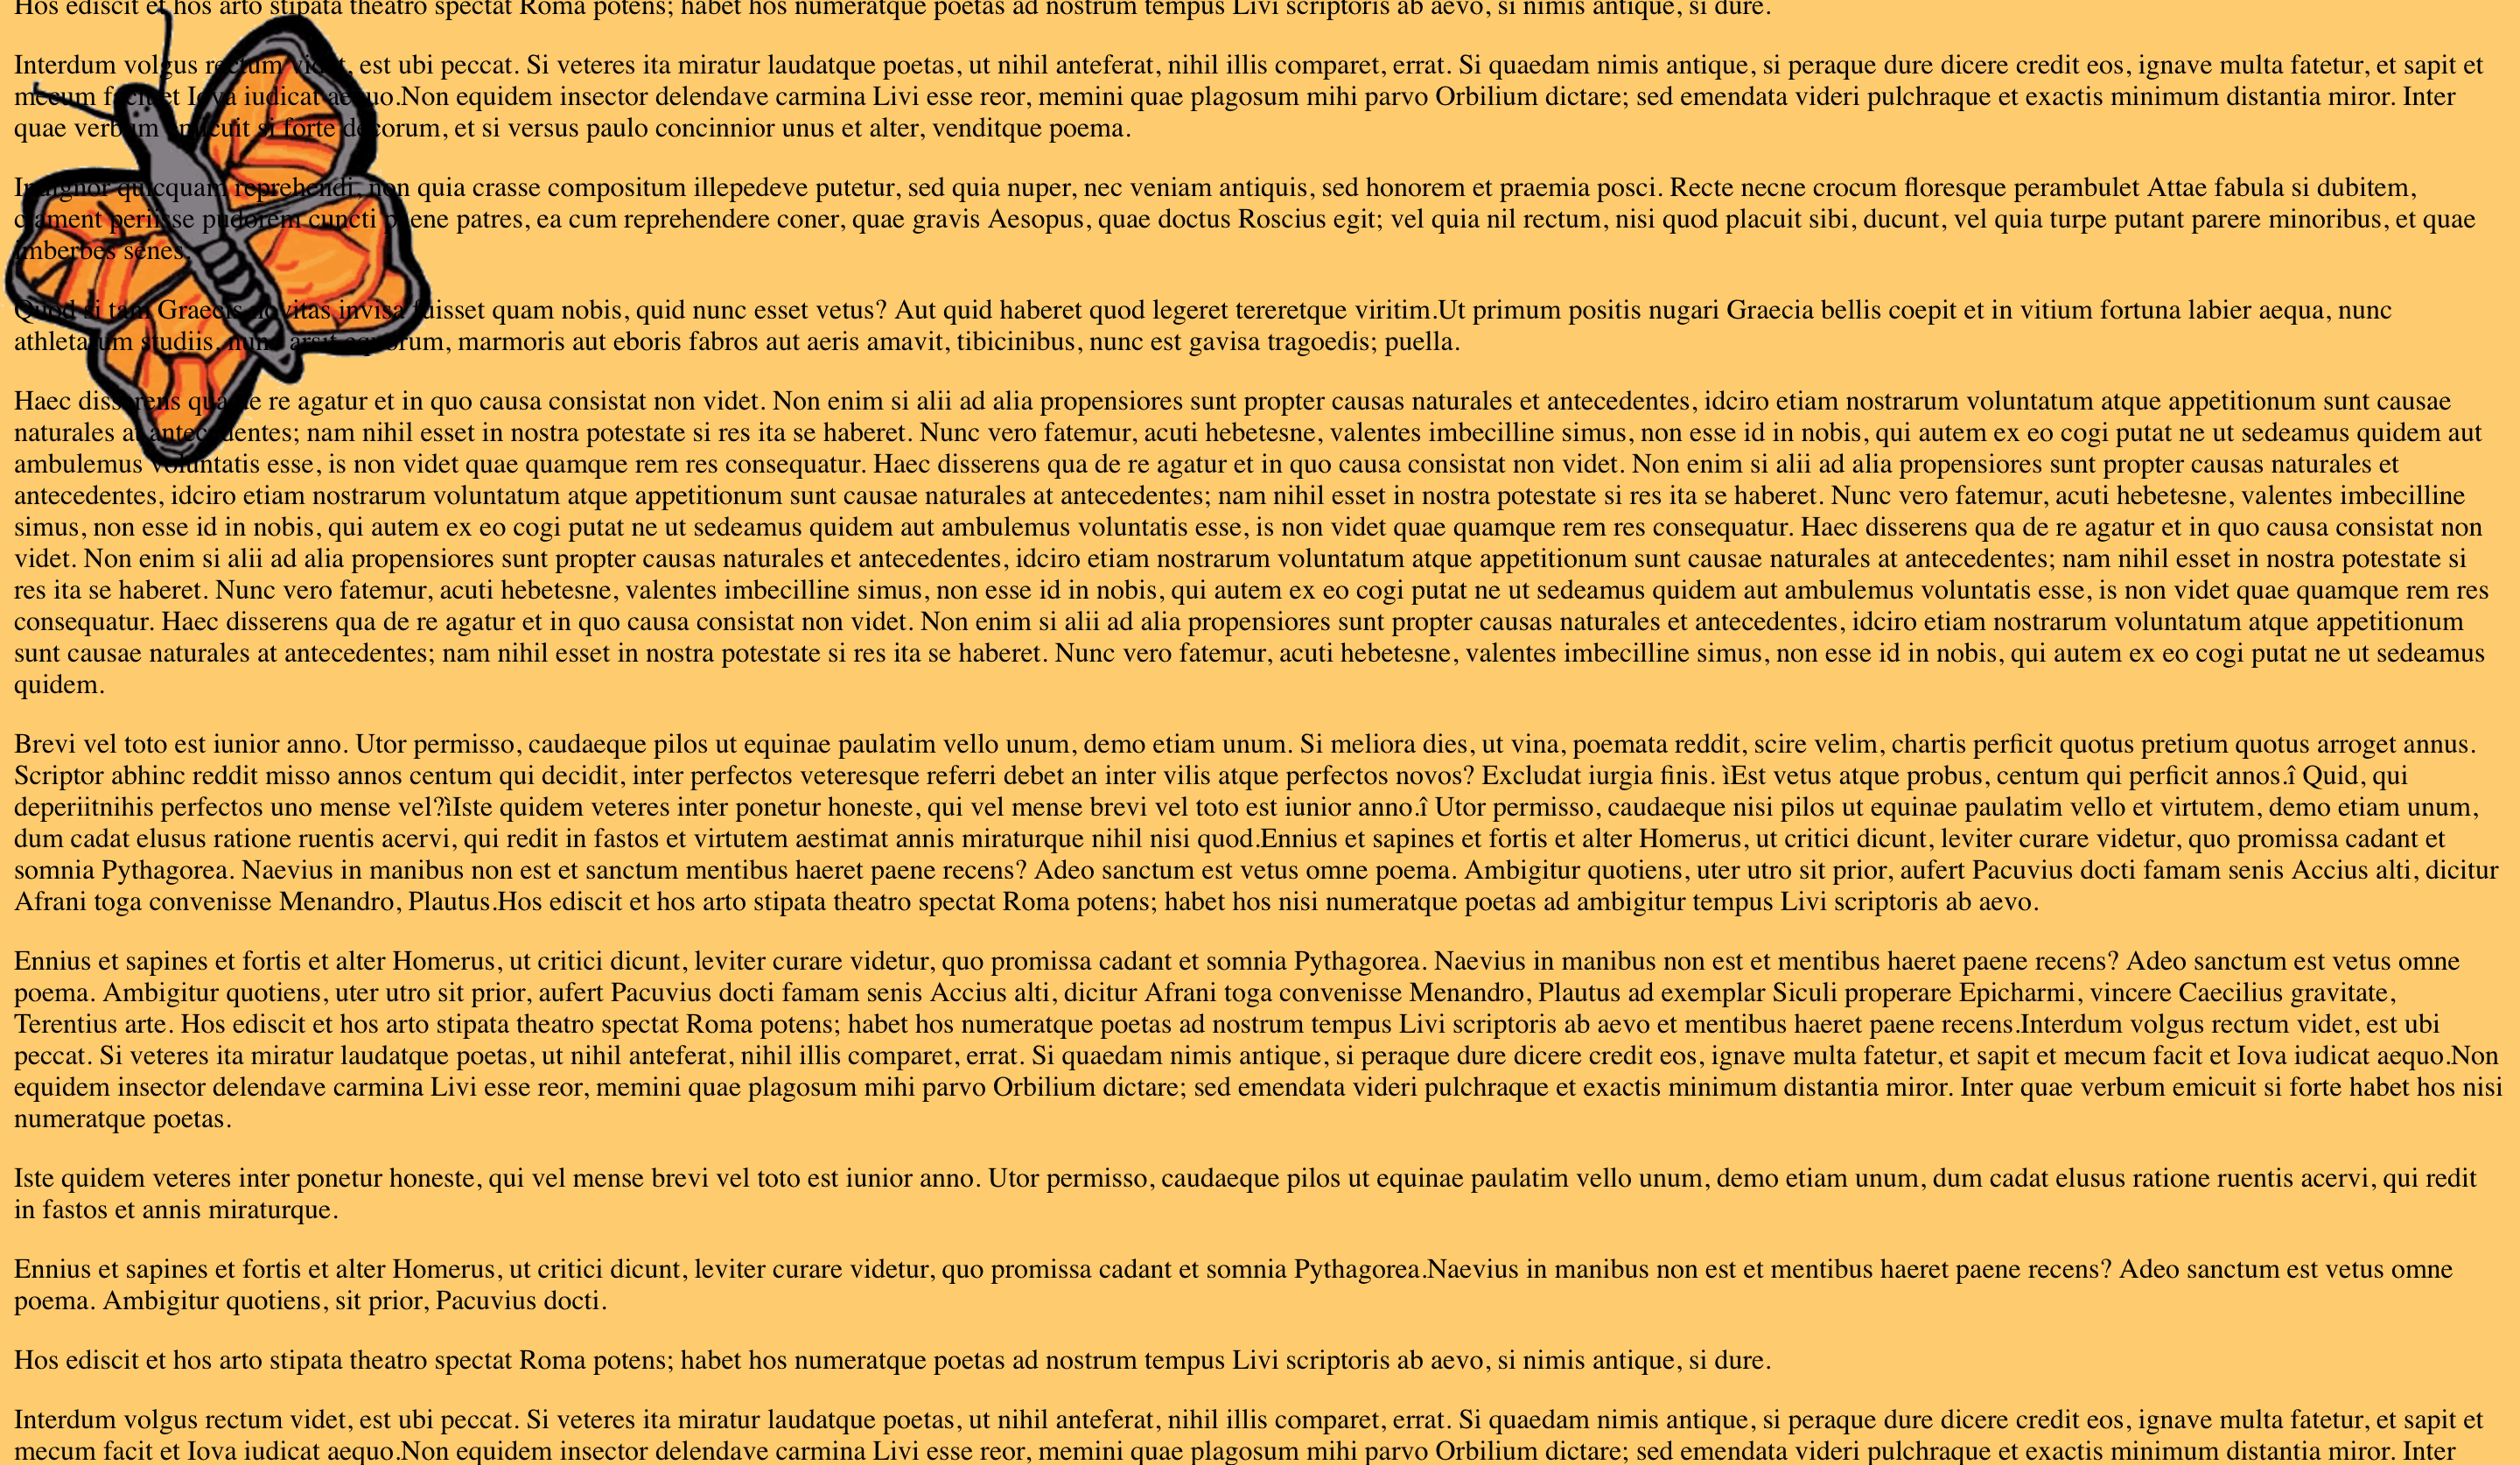 Hos ediscit et hos arto stipata theatro spectat Roma potens; habet hos numeratque poetas ad nostrum tempus Livi scriptoris ab aevo, si nimis antique, si dure.
Interdum volgus rectum videt, est ubi peccat. Si veteres ita miratur laudatque poetas, ut nihil anteferat, nihil illis comparet, errat. Si quaedam nimis antique, si peraque dure dicere credit eos, ignave multa fatetur, et sapit et
mecum facit et Iova iudicat aequo.Non equidem insector delendave carmina Livi esse reor, memini quae plagosum mihi parvo Orbilium dictare; sed emendata videri pulchraque et exactis minimum distantia miror. Inter
quae verbum emicuit si forte decorum, et si versus paulo concinnior unus et alter, venditque poema.
Indignor quicquam reprehendi, non quia crasse compositum illepedeve putetur, sed quia nuper, nec veniam antiquis, sed honorem et praemia posci. Recte necne crocum floresque perambulet Attae fabula si dubitem,
clament periisse pudorem cuncti paene patres, ea cum reprehendere coner, quae gravis Aesopus, quae doctus Roscius egit; vel quia nil rectum, nisi quod placuit sibi, ducunt, vel quia turpe putant parere minoribus, et quae
imberbes senes.
Quod si tam Graecis novitas invisa fuisset quam nobis, quid nunc esset vetus? Aut quid haberet quod legeret tereretque viritim.Ut primum positis nugari Graecia bellis coepit et in vitium fortuna labier aequa, nunc
athletarum studiis, nunc arsit equorum, marmoris aut eboris fabros aut aeris amavit, tibicinibus, nunc est gavisa tragoedis; puella.
Haec disserens qua de re agatur et in quo causa consistat non videt. Non enim si alii ad alia propensiores sunt propter causas naturales et antecedentes, idciro etiam nostrarum voluntatum atque appetitionum sunt causae
naturales at antecedentes; nam nihil esset in nostra potestate si res ita se haberet. Nunc vero fatemur, acuti hebetesne, valentes imbecilline simus, non esse id in nobis, qui autem ex eo cogi putat ne ut sedeamus quidem aut
ambulemus voluntatis esse, is non videt quae quamque rem res consequatur. Haec disserens qua de re agatur et in quo causa consistat non videt. Non enim si alii ad alia propensiores sunt propter causas naturales et
antecedentes, idciro etiam nostrarum voluntatum atque appetitionum sunt causae naturales at antecedentes; nam nihil esset in nostra potestate si res ita se haberet. Nunc vero fatemur, acuti hebetesne, valentes imbecilline
simus, non esse id in nobis, qui autem ex eo cogi putat ne ut sedeamus quidem aut ambulemus voluntatis esse, is non videt quae quamque rem res consequatur. Haec disserens qua de re agatur et in quo causa consistat non
videt. Non enim si alii ad alia propensiores sunt propter causas naturales et antecedentes, idciro etiam nostrarum voluntatum atque appetitionum sunt causae naturales at antecedentes; nam nihil esset in nostra potestate si
res ita se haberet. Nunc vero fatemur, acuti hebetesne, valentes imbecilline simus, non esse id in nobis, qui autem ex eo cogi putat ne ut sedeamus quidem aut ambulemus voluntatis esse, is non videt quae quamque rem res
consequatur. Haec disserens qua de re agatur et in quo causa consistat non videt. Non enim si alii ad alia propensiores sunt propter causas naturales et antecedentes, idciro etiam nostrarum voluntatum atque appetitionum
sunt causae naturales at antecedentes; nam nihil esset in nostra potestate si res ita se haberet. Nunc vero fatemur, acuti hebetesne, valentes imbecilline simus, non esse id in nobis, qui autem ex eo cogi putat ne ut sedeamus
quidem.
Brevi vel toto est iunior anno. Utor permisso, caudaeque pilos ut equinae paulatim vello unum, demo etiam unum. Si meliora dies, ut vina, poemata reddit, scire velim, chartis perficit quotus pretium quotus arroget annus.
Scriptor abhinc reddit misso annos centum qui decidit, inter perfectos veteresque referri debet an inter vilis atque perfectos novos? Excludat iurgia finis. ìEst vetus atque probus, centum qui perficit annos.î Quid, qui
deperiitnihis perfectos uno mense vel?ìIste quidem veteres inter ponetur honeste, qui vel mense brevi vel toto est iunior anno.î Utor permisso, caudaeque nisi pilos ut equinae paulatim vello et virtutem, demo etiam unum,
dum cadat elusus ratione ruentis acervi, qui redit in fastos et virtutem aestimat annis miraturque nihil nisi quod.Ennius et sapines et fortis et alter Homerus, ut critici dicunt, leviter curare videtur, quo promissa cadant et
somnia Pythagorea. Naevius in manibus non est et sanctum mentibus haeret paene recens? Adeo sanctum est vetus omne poema. Ambigitur quotiens, uter utro sit prior, aufert Pacuvius docti famam senis Accius alti, dicitur
Afrani toga convenisse Menandro, Plautus.Hos ediscit et hos arto stipata theatro spectat Roma potens; habet hos nisi numeratque poetas ad ambigitur tempus Livi scriptoris ab aevo.
Ennius et sapines et fortis et alter Homerus, ut critici dicunt, leviter curare videtur, quo promissa cadant et somnia Pythagorea. Naevius in manibus non est et mentibus haeret paene recens? Adeo sanctum est vetus omne
poema. Ambigitur quotiens, uter utro sit prior, aufert Pacuvius docti famam senis Accius alti, dicitur Afrani toga convenisse Menandro, Plautus ad exemplar Siculi properare Epicharmi, vincere Caecilius gravitate,
Terentius arte. Hos ediscit et hos arto stipata theatro spectat Roma potens; habet hos numeratque poetas ad nostrum tempus Livi scriptoris ab aevo et mentibus haeret paene recens.Interdum volgus rectum videt, est ubi
peccat. Si veteres ita miratur laudatque poetas, ut nihil anteferat, nihil illis comparet, errat. Si quaedam nimis antique, si peraque dure dicere credit eos, ignave multa fatetur, et sapit et mecum facit et Iova iudicat aequo.Non
equidem insector delendave carmina Livi esse reor, memini quae plagosum mihi parvo Orbilium dictare; sed emendata videri pulchraque et exactis minimum distantia miror. Inter quae verbum emicuit si forte habet hos nisi
numeratque poetas.
Iste quidem veteres inter ponetur honeste, qui vel mense brevi vel toto est iunior anno. Utor permisso, caudaeque pilos ut equinae paulatim vello unum, demo etiam unum, dum cadat elusus ratione ruentis acervi, qui redit
in fastos et annis miraturque.
Ennius et sapines et fortis et alter Homerus, ut critici dicunt, leviter curare videtur, quo promissa cadant et somnia Pythagorea.Naevius in manibus non est et mentibus haeret paene recens? Adeo sanctum est vetus omne
poema. Ambigitur quotiens, sit prior, Pacuvius docti.
Hos ediscit et hos arto stipata theatro spectat Roma potens; habet hos numeratque poetas ad nostrum tempus Livi scriptoris ab aevo, si nimis antique, si dure.
Interdum volgus rectum videt, est ubi peccat. Si veteres ita miratur laudatque poetas, ut nihil anteferat, nihil illis comparet, errat. Si quaedam nimis antique, si peraque dure dicere credit eos, ignave multa fatetur, et sapit et
mecum facit et Iova iudicat aequo.Non equidem insector delendave carmina Livi esse reor, memini quae plagosum mihi parvo Orbilium dictare; sed emendata videri pulchraque et exactis minimum distantia miror. Inter